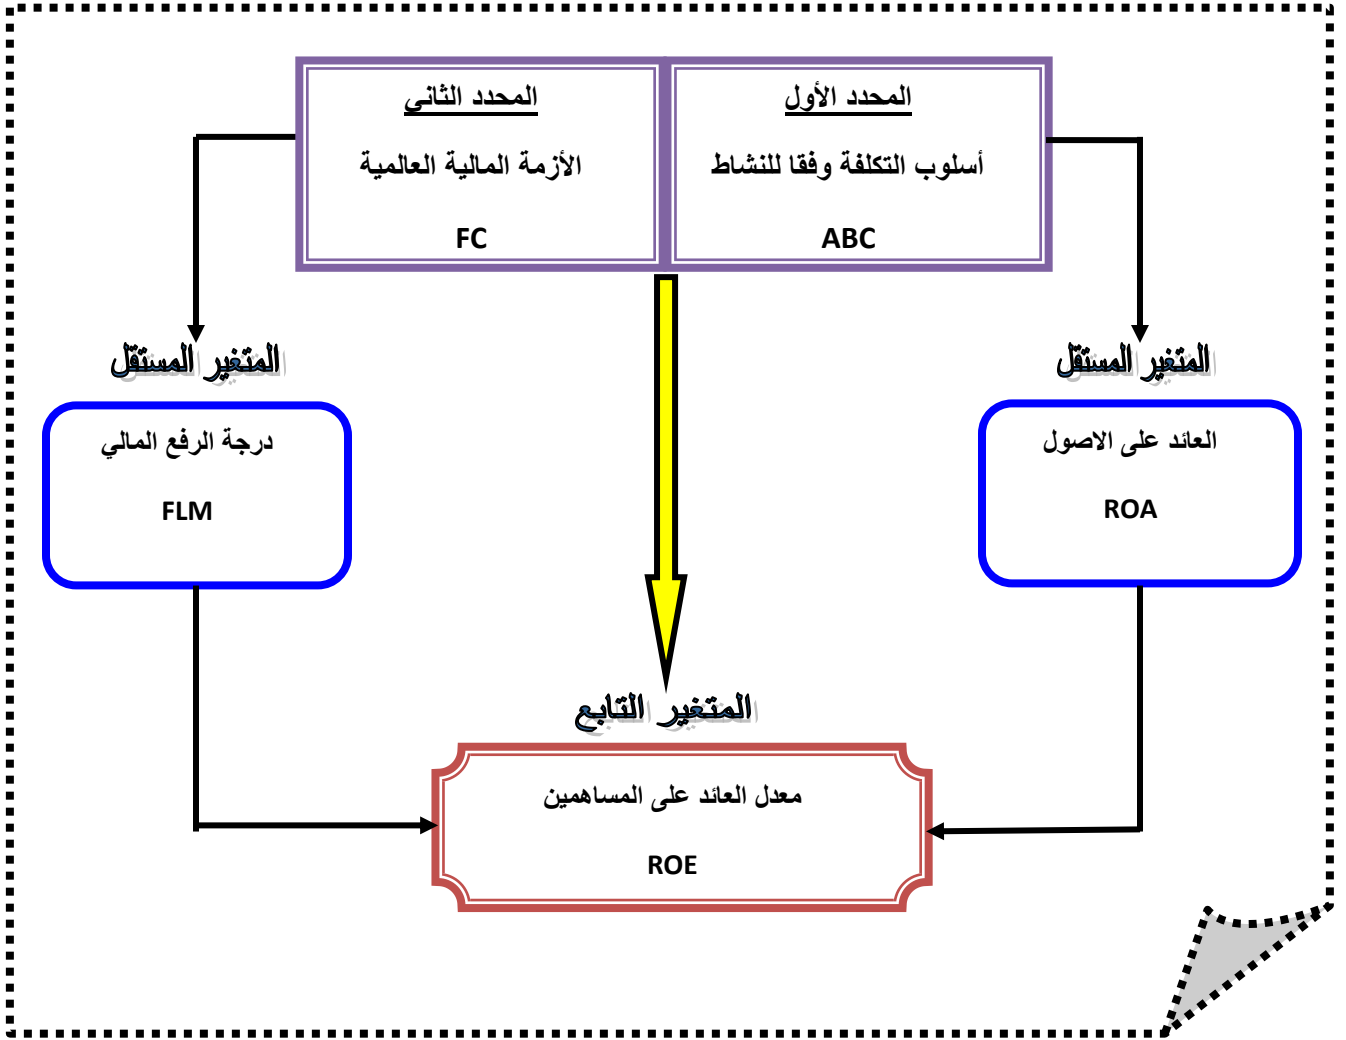 المحدد الأول
أسلوب التكلفة وفقا للنشاط
ABC
المحدد الثاني
الأزمة المالية العالمية
FC
المتغير المستقل
العائد على الاصول
ROA
المتغير المستقل
درجة الرفع المالي
FLM
المتغير التابع
معدل العائد على المساهمين
ROE